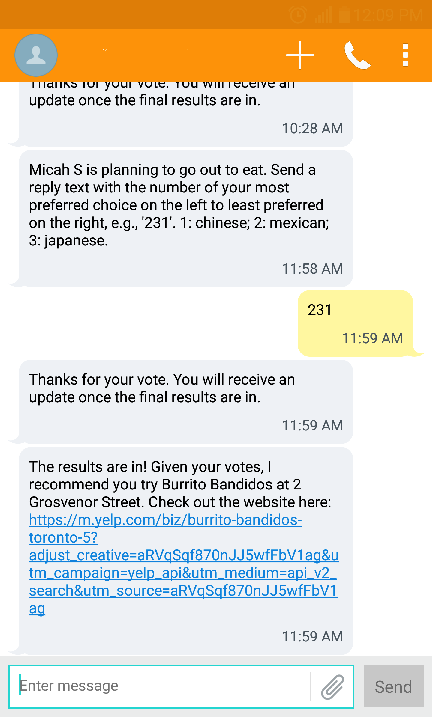 12:09 PM
Thanks for your vote. You will receive an
update once the final results are in.
10:28 AM
Micah S is planning to go out to eat. Send a
reply text with the number of your most
preferred choice on the left to least preferred
on the right, e.g., '231'. 1: chinese; 2: mexican;
3: japanese.
11:58 AM
231
11:59 AM
Thanks for your vote. You will receive an
update once the final results are in.
11:59 AM
The results are in! Given your votes, I
recommend you try Burrito Bandidos at 2
Grosvenor Street. Check out the website here:
https://m.yelp.com/biz/burrito-bandidos-
toronto-5?
adjust_creative=aRVqSqf870nJJ5wfFbV1ag&u
tm_campaign=yelp_api&utm_medium=api_v2_
search&utm_source=aRVqSqf870nJJ5wfFbV1
ag
11:59 AM
Enter message
Send